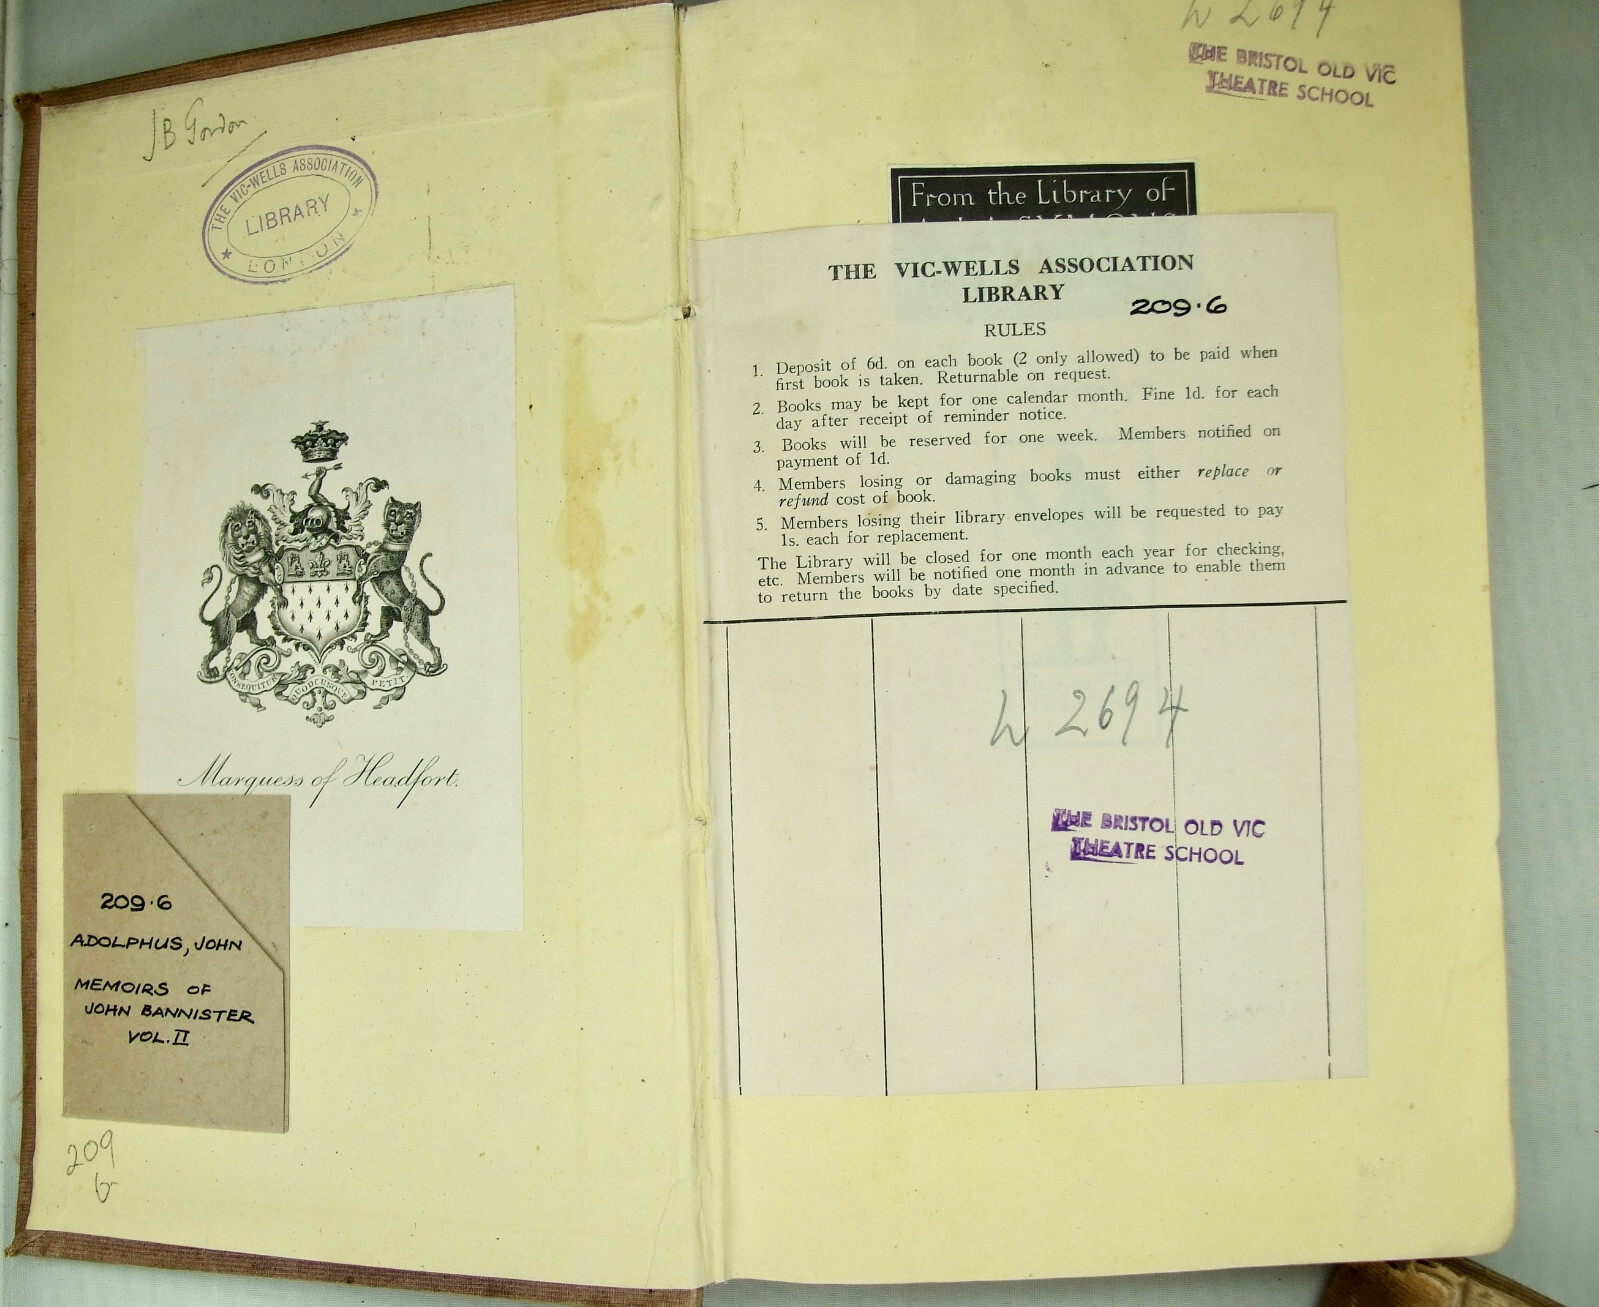 JB Gordon
THE VIC-WELLS ASSOCIATION
LIBRARY
LONDON
CONSEQUITUR QUODCUNQUE PETIT.
Marquess of Headfort.
209·6
ADOLPHUS, JOHN
MEMOIRS OF
JOHN BANNISTER
VOL. II
209
6
2694
THE BRISTOL OLD VIC
THEATRE SCHOOL
From the Library of
SYMONS
THE VIC-WELLS ASSOCIATION
LIBRARY
209·6
RULES
1. Deposit of 6d. on each book (2 only allowed) to be paid when
first book is taken. Returnable on request.
2. Books may be kept for one calendar month. Fine 1d. for each
day after receipt of reminder notice.
3. Books will be reserved for one week. Members notified on
payment of 1d.
4. Members losing or damaging books must either replace or
refund cost of book.
5. Members losing their library envelopes will be requested to pay
1s. each for replacement.
The Library will be closed for one month each year for checking,
etc. Members will be notified one month in advance to enable them
to return the books by date specified.
2694
THE BRISTOL OLD VIC
THEATRE SCHOOL